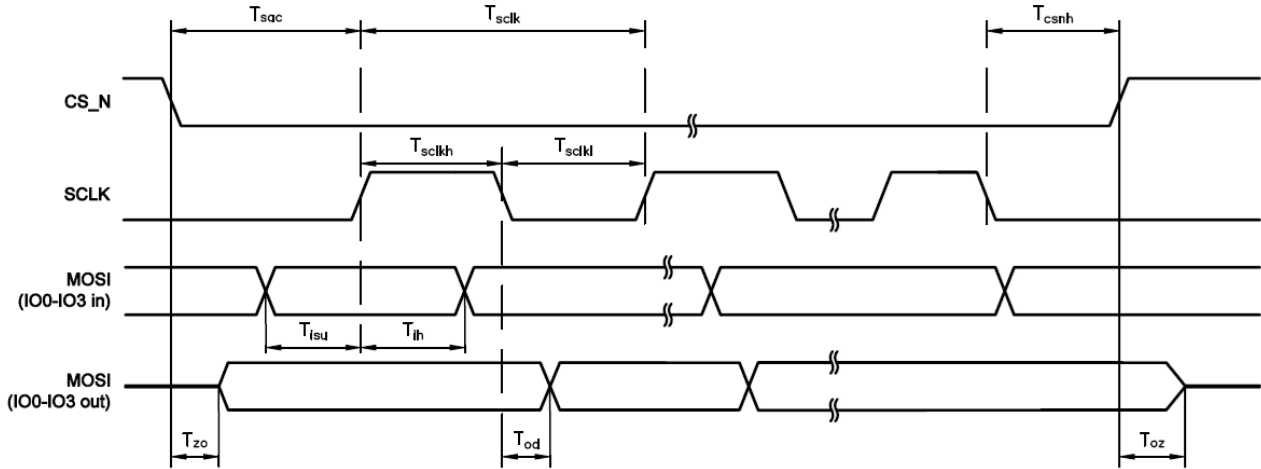 Tsac
Tsclk
Tcsnh
CS_N
Tsclkh
Tsclkl
SCLK
MOSI
(IO0-IO3 in)
Tisu
Tih
MOSI
(IO0-IO3 out)
Tzo
Tod
Toz